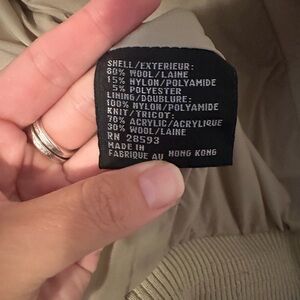 SHELL/EXTERIEUR:
80% WOOL/LAINE
15% NYLON/POLYAMIDE
5% POLYESTER
LINING/DOUBLURE:
100% NYLON/POLYAMIDE
KNIT/TRICOT:
70% ACRYLIC/ACRYLIQUE
30% WOOL/LAINE
RN 28593
MADE IN
FABRIQUE AU HONG KONG